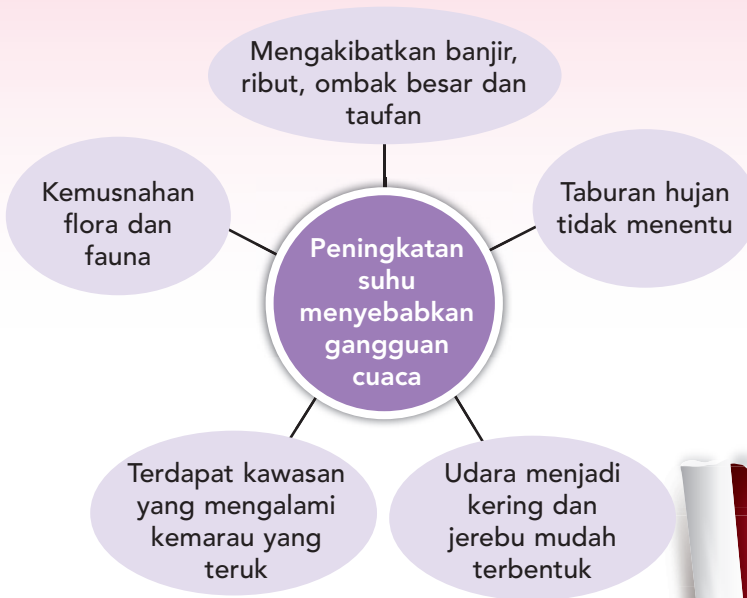 Mengakibatkan banjir,
ribut, ombak besar dan
taufan
Kemusnahan
flora dan
fauna
Taburan hujan
tidak menentu
Peningkatan
suhu
menyebabkan
gangguan
cuaca
Terdapat kawasan
yang mengalami
kemarau yang
teruk
Udara menjadi
kering dan
jerebu mudah
terbentuk